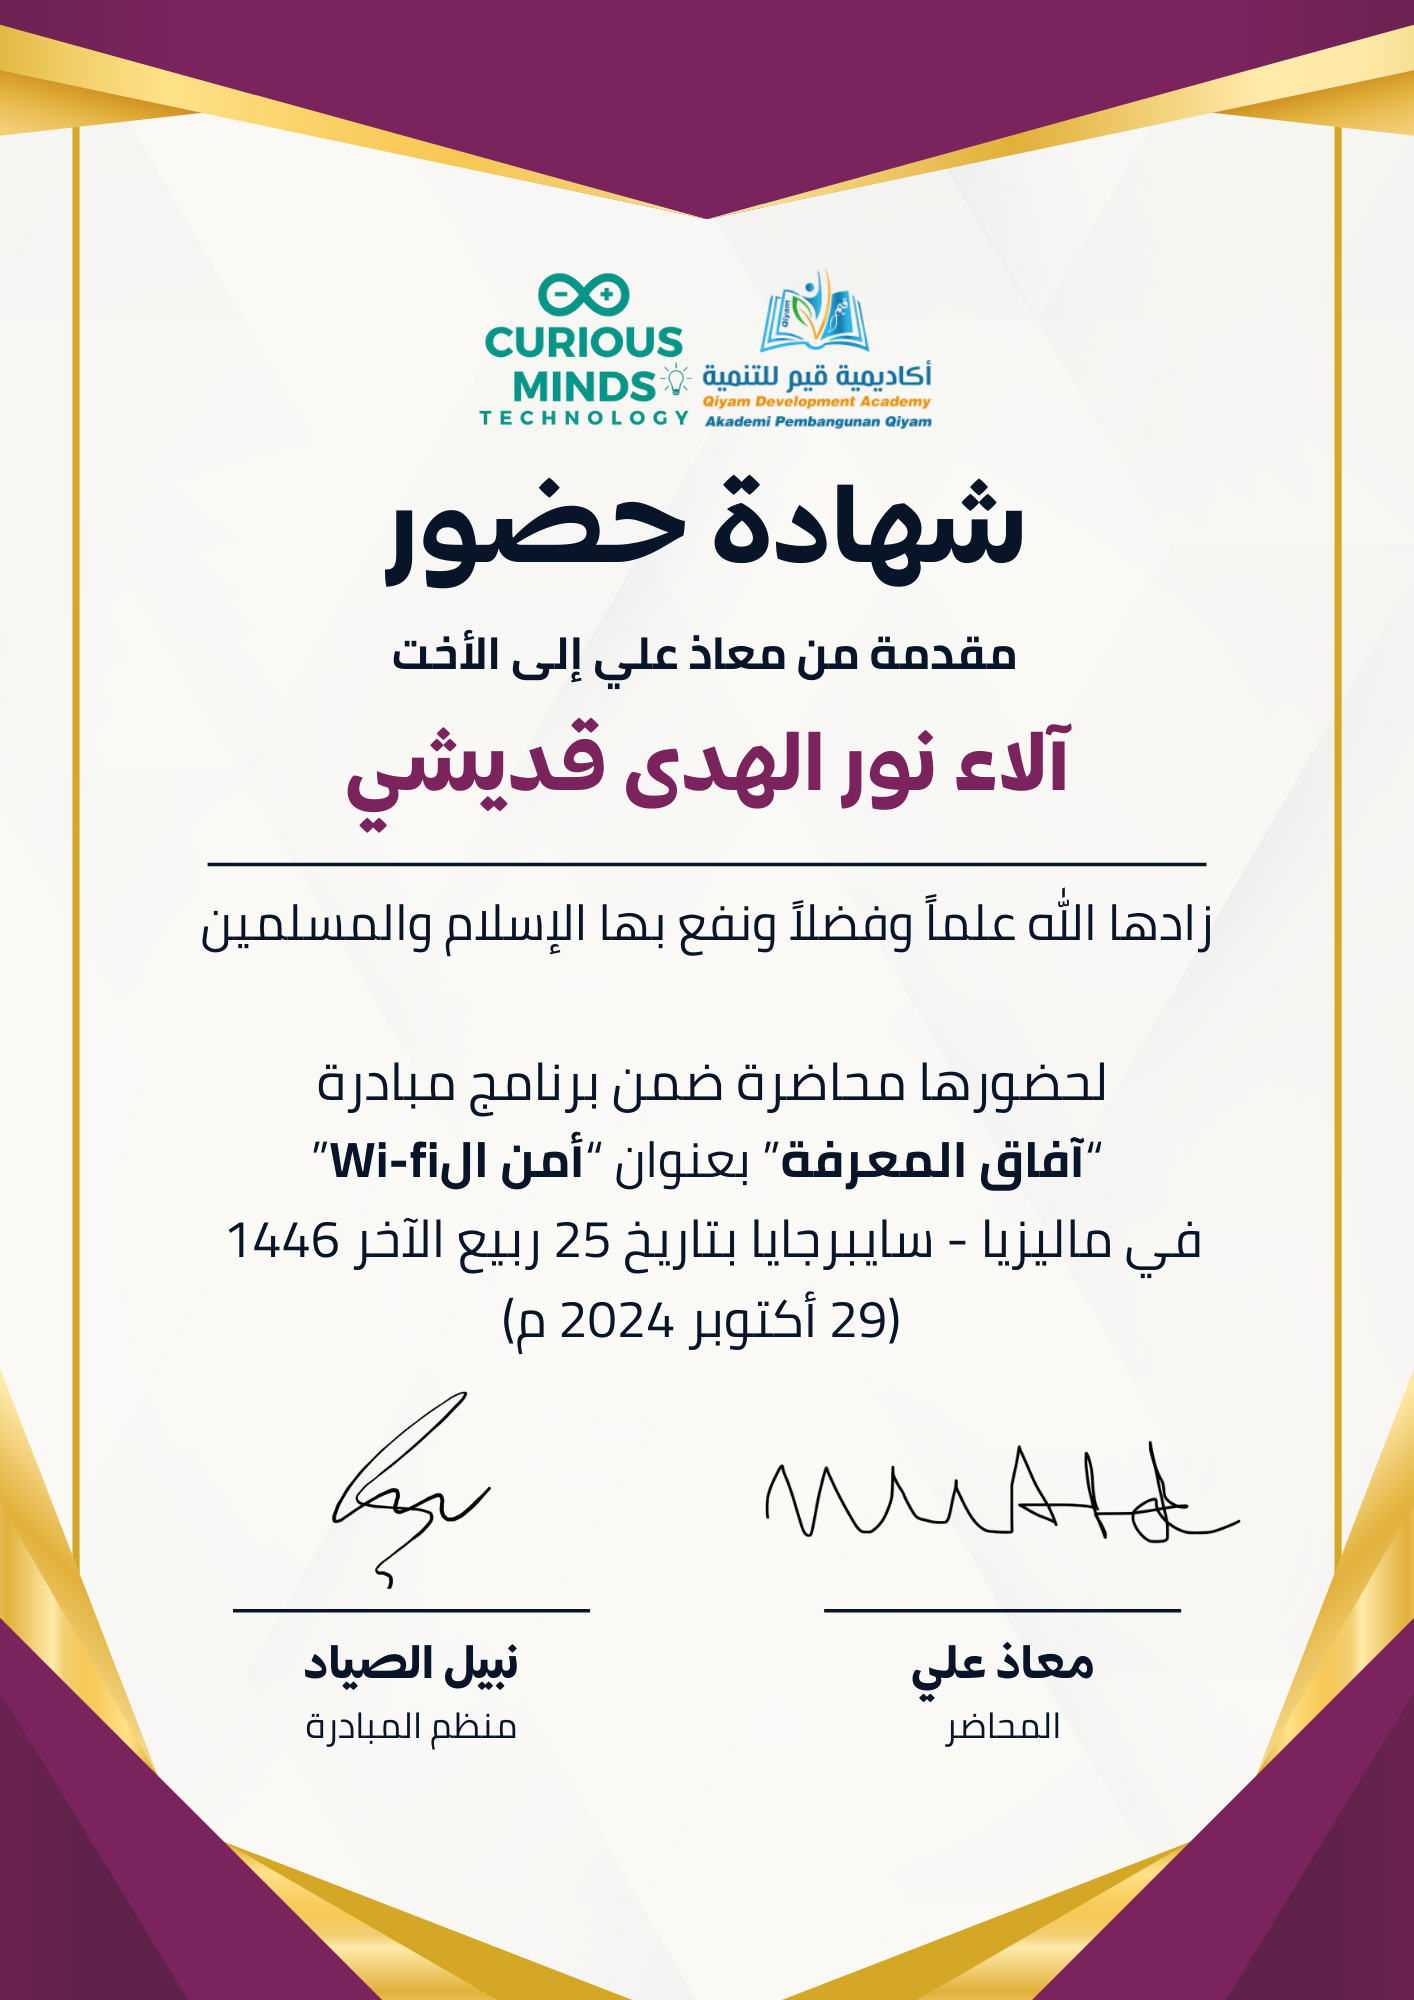 CURIOUS
MINDS
TECHNOLOGY
Qiyam
قيم
أكاديمية قيم للتنمية
Qiyam Development Academy
Akademi Pembangunan Qiyam
شهادة حضور
مقدمة من معاذ علي إلى الأخت
آلاء نور الهدى قديشي
زادها الله علماً وفضلاً ونفع بها الإسلام والمسلمين
لحضورها محاضرة ضمن برنامج مبادرة
“آفاق المعرفة” بعنوان “أمن الWi-fi”
في ماليزيا - سايبرجايا بتاريخ 25 ربيع الآخر 1446
(29 أكتوبر 2024 م)
معاذ علي
المحاضر
نبيل الصياد
منظم المبادرة